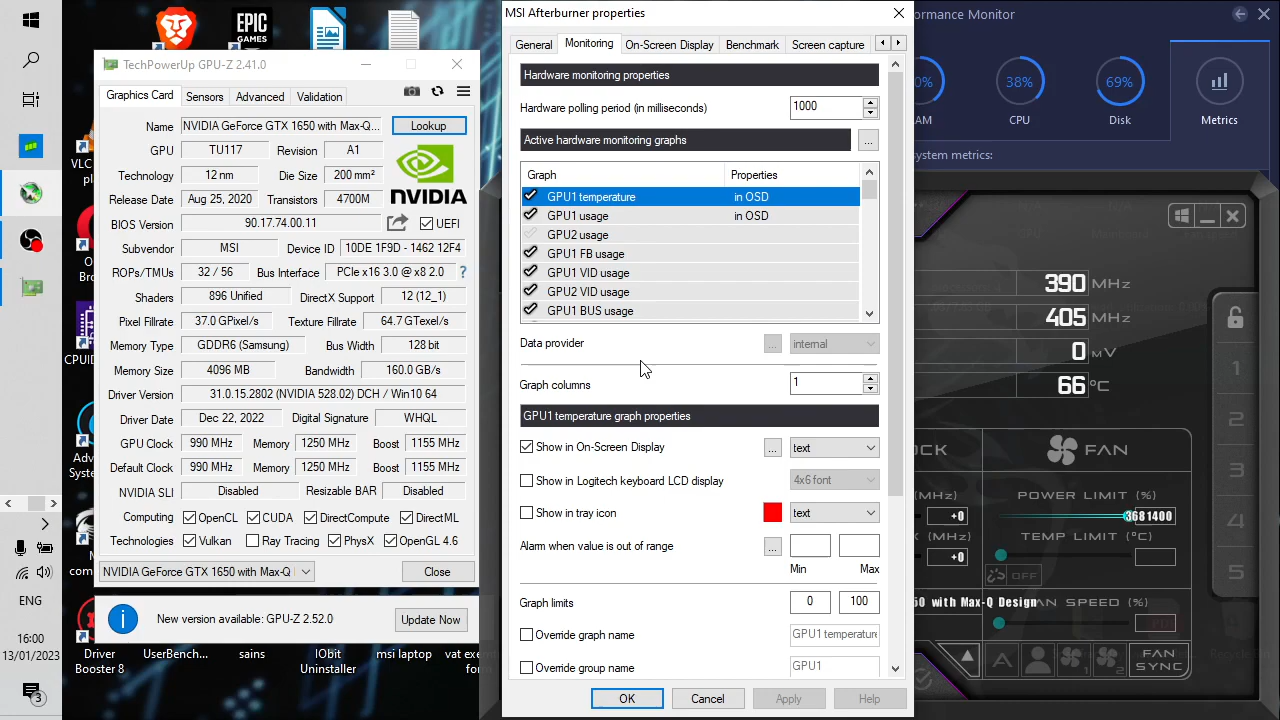 EPIC
GAMES
TechPowerUp GPU-Z 2.41.0
Graphics Card
Sensors
Advanced
Validation
Name
NVIDIA GeForce GTX 1650 with Max-Q...
Lookup
GPU
TU117
Revision
A1
Technology
12 nm
Die Size
200 mm²
NVIDIA
Release Date
Aug 25, 2020
Transistors
4700M
BIOS Version
90.17.74.00.11
UEFI
Subvendor
MSI
Device ID
10DE 1F9D - 1462 12F4
ROPs/TMUs
32 / 56
Bus Interface
PCIe x16 3.0 @ x8 2.0
?
Shaders
896 Unified
DirectX Support
12 (12_1)
Pixel Fillrate
37.0 GPixel/s
Texture Fillrate
64.7 GTexel/s
Memory Type
GDDR6 (Samsung)
Bus Width
128 bit
Memory Size
4096 MB
Bandwidth
160.0 GB/s
Driver Version
31.0.15.2802 (NVIDIA 528.02) DCH / Win10 64
Driver Date
Dec 22, 2022
Digital Signature
WHQL
GPU Clock
990 MHz
Memory
1250 MHz
Boost
1155 MHz
Default Clock
990 MHz
Memory
1250 MHz
Boost
1155 MHz
NVIDIA SLI
Disabled
Resizable BAR
Disabled
Computing
OpenCL
CUDA
DirectCompute
DirectML
Technologies
Vulkan
Ray Tracing
PhysX
OpenGL 4.6
NVIDIA GeForce GTX 1650 with Max-Q
Close
New version available: GPU-Z 2.52.0
Update Now
VLC
CPUID
Driver
Booster 8
UserBench...
sains
IObit
Uninstaller
msi laptop
ENG
16:00
13/01/2023
3
MSI Afterburner properties
General
Monitoring
On-Screen Display
Benchmark
Screen capture
Hardware monitoring properties
Hardware polling period (in milliseconds)
1000
Active hardware monitoring graphs
...
Graph
Properties
GPU1 temperature
in OSD
GPU1 usage
in OSD
GPU2 usage
GPU1 FB usage
GPU1 VID usage
GPU2 VID usage
GPU1 BUS usage
Data provider
...
internal
Graph columns
1
GPU1 temperature graph properties
Show in On-Screen Display
...
text
Show in Logitech keyboard LCD display
4x6 font
Show in tray icon
text
Alarm when value is out of range
...
Min
Max
Graph limits
0
100
Override graph name
GPU1 temperature
Override group name
GPU1
OK
Cancel
Apply
Help
ormance Monitor
0%
38%
69%
AM
CPU
Disk
Metrics
system metrics:
390 MHz
405 MHz
0 mV
66 °C
OCK
FAN
(MHz)
+0
POWER LIMIT (%)
(MHz)
+0
TEMP LIMIT (°C)
OFF
50 with Max-Q Design
FAN SPEED (%)
A
1
2
FAN
SYNC
1
2
3
4
5